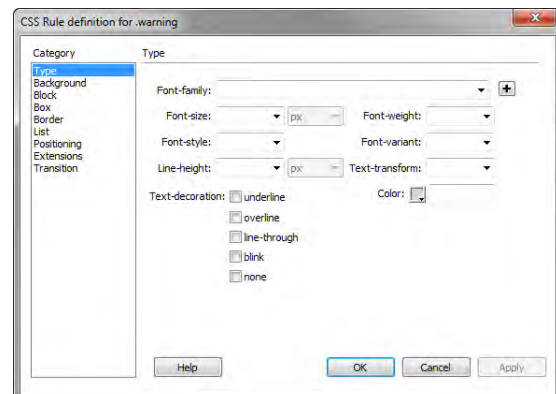 CSS Rule definition for .warning
Category
Type
Type
Background
Block
Box
Border
List
Positioning
Extensions
Transition
Font-family:
Font-size: px Font-weight:
Font-style: Font-variant:
Line-height: px Text-transform:
Text-decoration: underline Color:
overline
line-through
blink
none
Help OK Cancel Apply